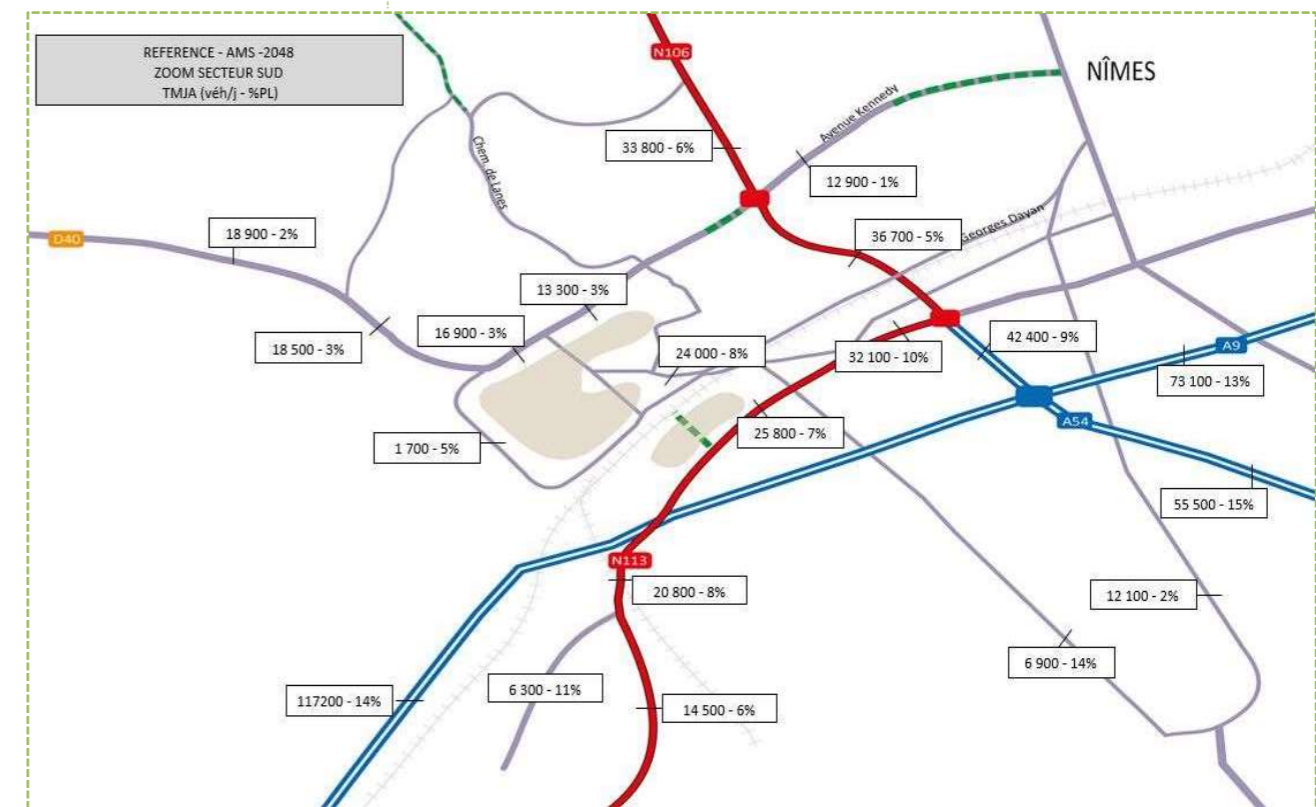 REFERENCE - AMS -2048
ZOOM SECTEUR SUD
TMJA (véh/j - %PL)
N106
NÎMES
Avenue Kennedy
33 800 - 6%
Chem. de Lanes
12 900 - 1%
18 900 - 2%
D40
36 700 - 5%
Georges Dayan
13 300 - 3%
16 900 - 3%
18 500 - 3%
24 000 - 8%
32 100 - 10%
42 400 - 9%
A9
73 100 - 13%
A54
25 800 - 7%
1 700 - 5%
55 500 - 15%
N113
20 800 - 8%
12 100 - 2%
6 900 - 14%
6 300 - 11%
117200 - 14%
14 500 - 6%